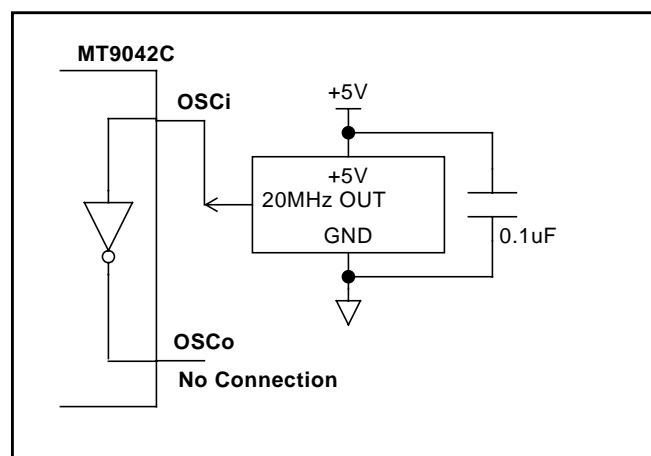 MT9042C
OSCi
+5V
+5V
20MHz OUT
GND
0.1uF
OSCo
No Connection